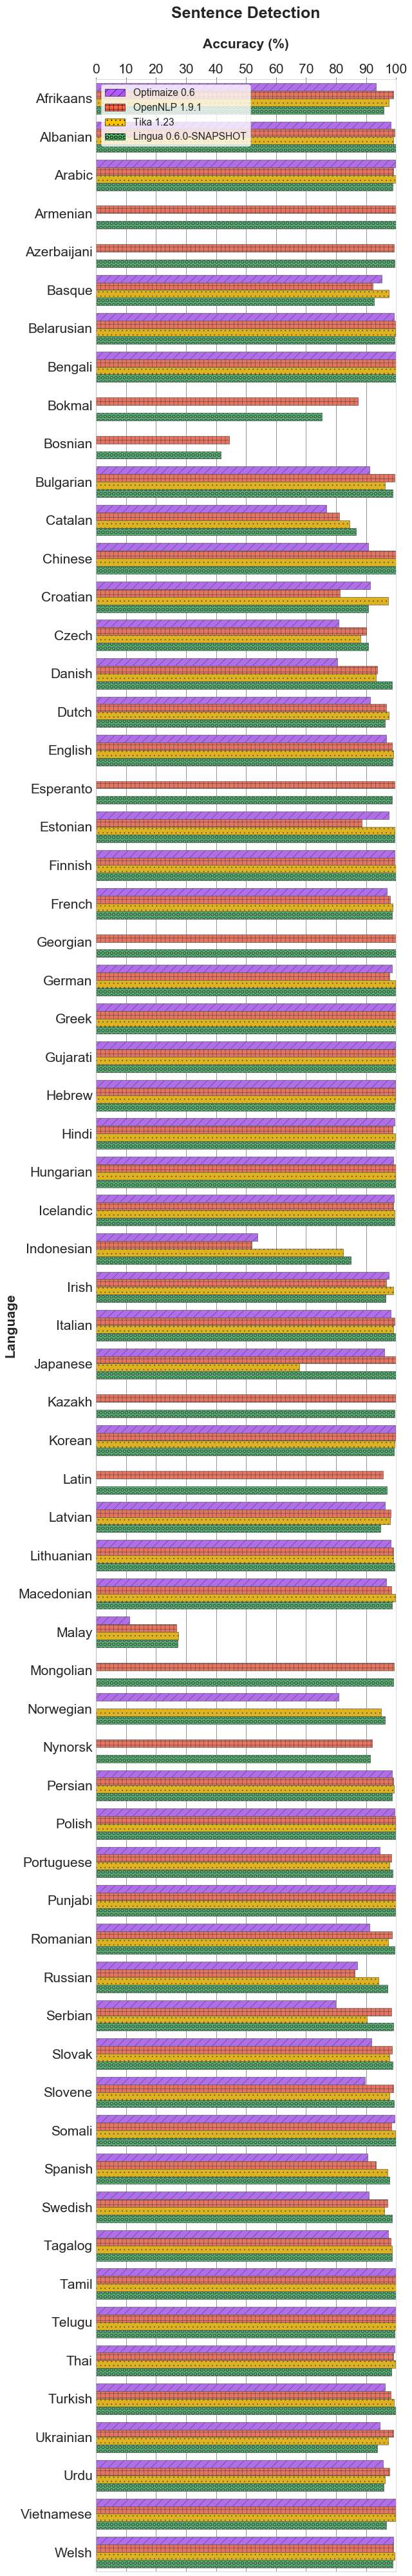 Sentence Detection
Accuracy (%)
0 10 20 30 40 50 60 70 80 90 100
Optimaize 0.6
OpenNLP 1.9.1
Tika 1.23
Lingua 0.6.0-SNAPSHOT
Afrikaans
Albanian
Arabic
Armenian
Azerbaijani
Basque
Belarusian
Bengali
Bokmal
Bosnian
Bulgarian
Catalan
Chinese
Croatian
Czech
Danish
Dutch
English
Esperanto
Estonian
Finnish
French
Georgian
German
Greek
Gujarati
Hebrew
Hindi
Hungarian
Icelandic
Indonesian
Irish
Italian
Language
Japanese
Kazakh
Korean
Latin
Latvian
Lithuanian
Macedonian
Malay
Mongolian
Norwegian
Nynorsk
Persian
Polish
Portuguese
Punjabi
Romanian
Russian
Serbian
Slovak
Slovene
Somali
Spanish
Swedish
Tagalog
Tamil
Telugu
Thai
Turkish
Ukrainian
Urdu
Vietnamese
Welsh